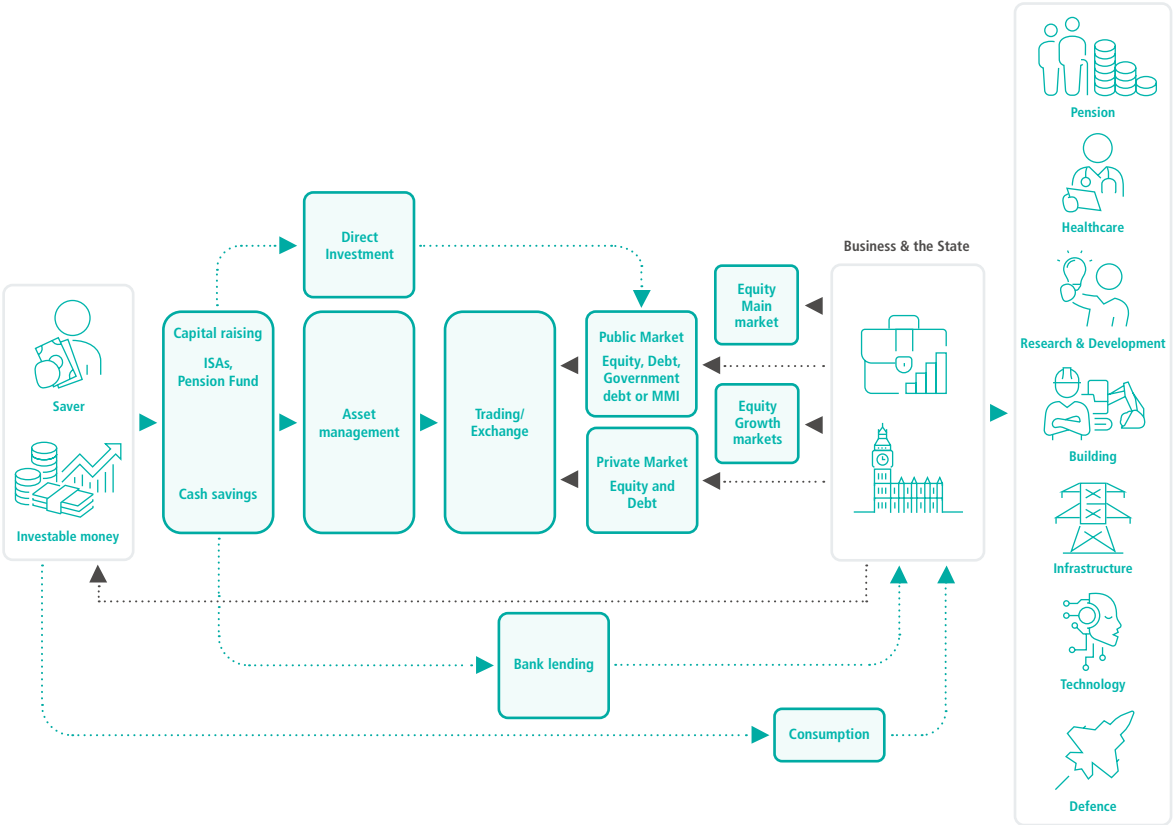 Saver
Investable money
Capital raising
ISAs,
Pension Fund
Cash savings
Direct
Investment
Asset
management
Trading/
Exchange
Public Market
Equity, Debt,
Government
debt or MMI
Private Market
Equity and
Debt
Equity
Main
market
Equity
Growth
markets
Business & the State
Bank lending
Consumption
Pension
Healthcare
Research & Development
Building
Infrastructure
Technology
Defence